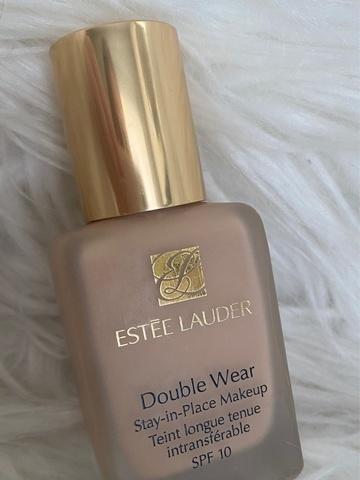 ESTĒE LAUDER
Double Wear
Stay-in-Place Makeup
Teint longue tenue
intransférable
SPF 10